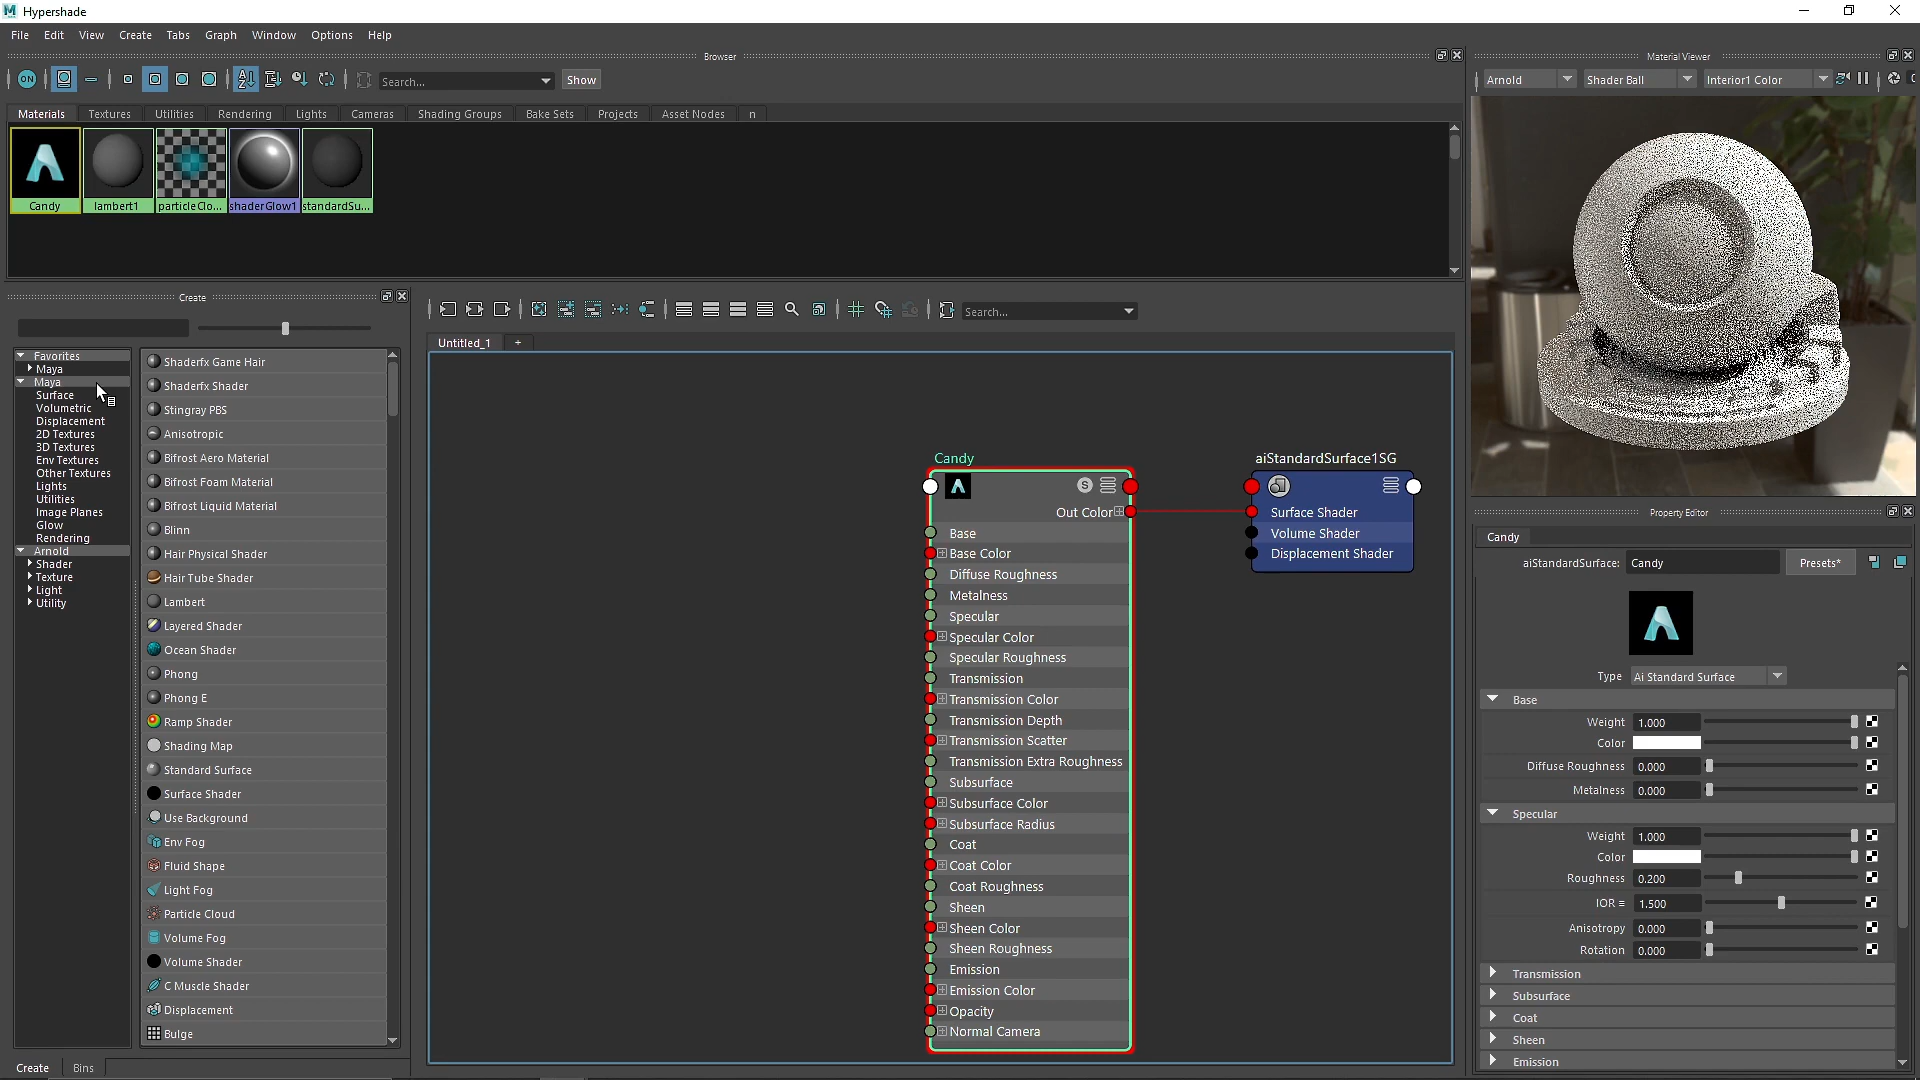 Hypershade
File Edit View Create Tabs Graph Window Options Help
Browser
ON
Search...
Show
Materials Textures Utilities Rendering Lights Cameras Shading Groups Bake Sets Projects Asset Nodes n
Candy lambert1 particleClo... shaderGlow1 standardSu...
Create
Favorites
Maya
Maya
Surface
Volumetric
Displacement
2D Textures
3D Textures
Env Textures
Other Textures
Lights
Utilities
Image Planes
Glow
Rendering
Arnold
Shader
Texture
Light
Utility
Shaderfx Game Hair
Shaderfx Shader
Stingray PBS
Anisotropic
Bifrost Aero Material
Bifrost Foam Material
Bifrost Liquid Material
Blinn
Hair Physical Shader
Hair Tube Shader
Lambert
Layered Shader
Ocean Shader
Phong
Phong E
Ramp Shader
Shading Map
Standard Surface
Surface Shader
Use Background
Env Fog
Fluid Shape
Light Fog
Particle Cloud
Volume Fog
Volume Shader
C Muscle Shader
Displacement
Bulge
Create Bins
Search...
Untitled_1 +
Candy
S
Out Color
Base
Base Color
Diffuse Roughness
Metalness
Specular
Specular Color
Specular Roughness
Transmission
Transmission Color
Transmission Depth
Transmission Scatter
Transmission Extra Roughness
Subsurface
Subsurface Color
Subsurface Radius
Coat
Coat Color
Coat Roughness
Sheen
Sheen Color
Sheen Roughness
Emission
Emission Color
Opacity
Normal Camera
aiStandardSurface1SG
Surface Shader
Volume Shader
Displacement Shader
Material Viewer
Arnold Shader Ball Interior1 Color
Property Editor
Candy
aiStandardSurface: Candy Presets*
Type Ai Standard Surface
Base
Weight 1.000
Color
Diffuse Roughness 0.000
Metalness 0.000
Specular
Weight 1.000
Color
Roughness 0.200
IOR = 1.500
Anisotropy 0.000
Rotation 0.000
Transmission
Subsurface
Coat
Sheen
Emission